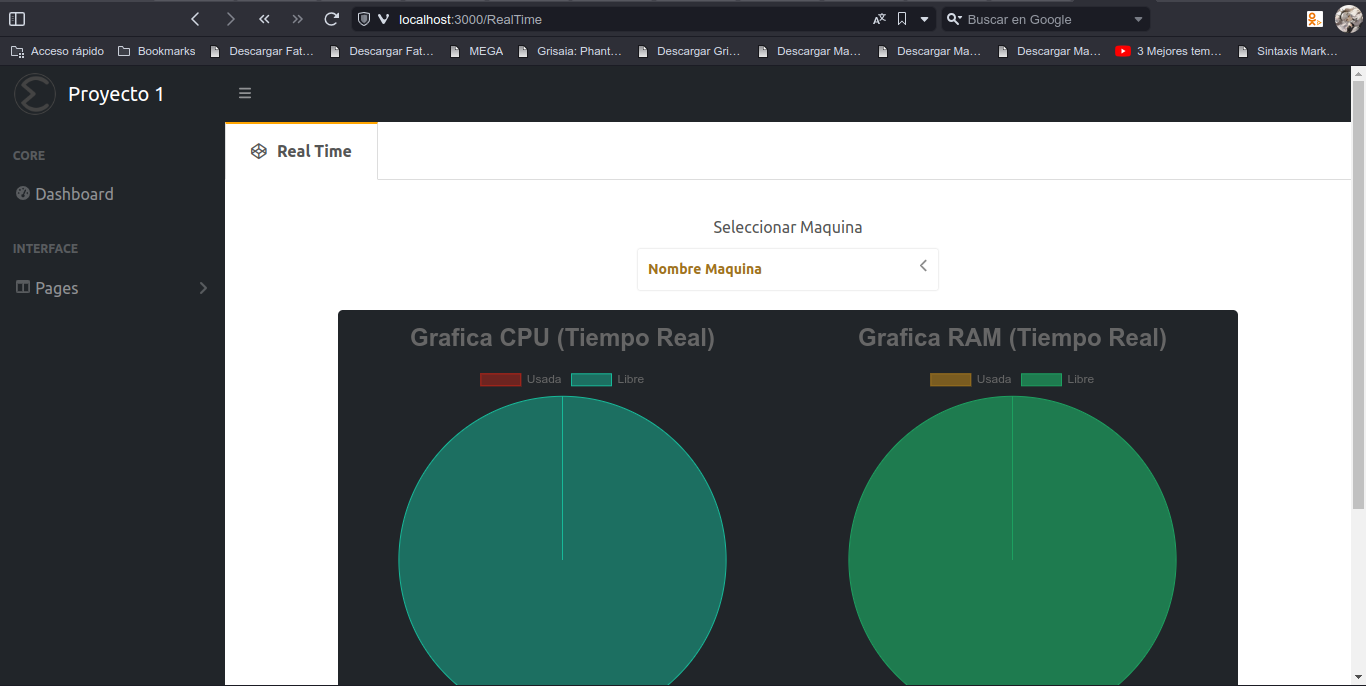 localhost:3000/RealTime
Buscar en Google
Acceso rápido
Bookmarks
Descargar Fat...
Descargar Fat...
MEGA
Grisaia: Phant...
Descargar Gri...
Descargar Ma...
Descargar Ma...
Descargar Ma...
3 Mejores tem...
Sintaxis Mark...
Proyecto 1
CORE
Dashboard
INTERFACE
Pages
Real Time
Seleccionar Maquina
Nombre Maquina
Grafica CPU (Tiempo Real)
Usada Libre
Grafica RAM (Tiempo Real)
Usada Libre